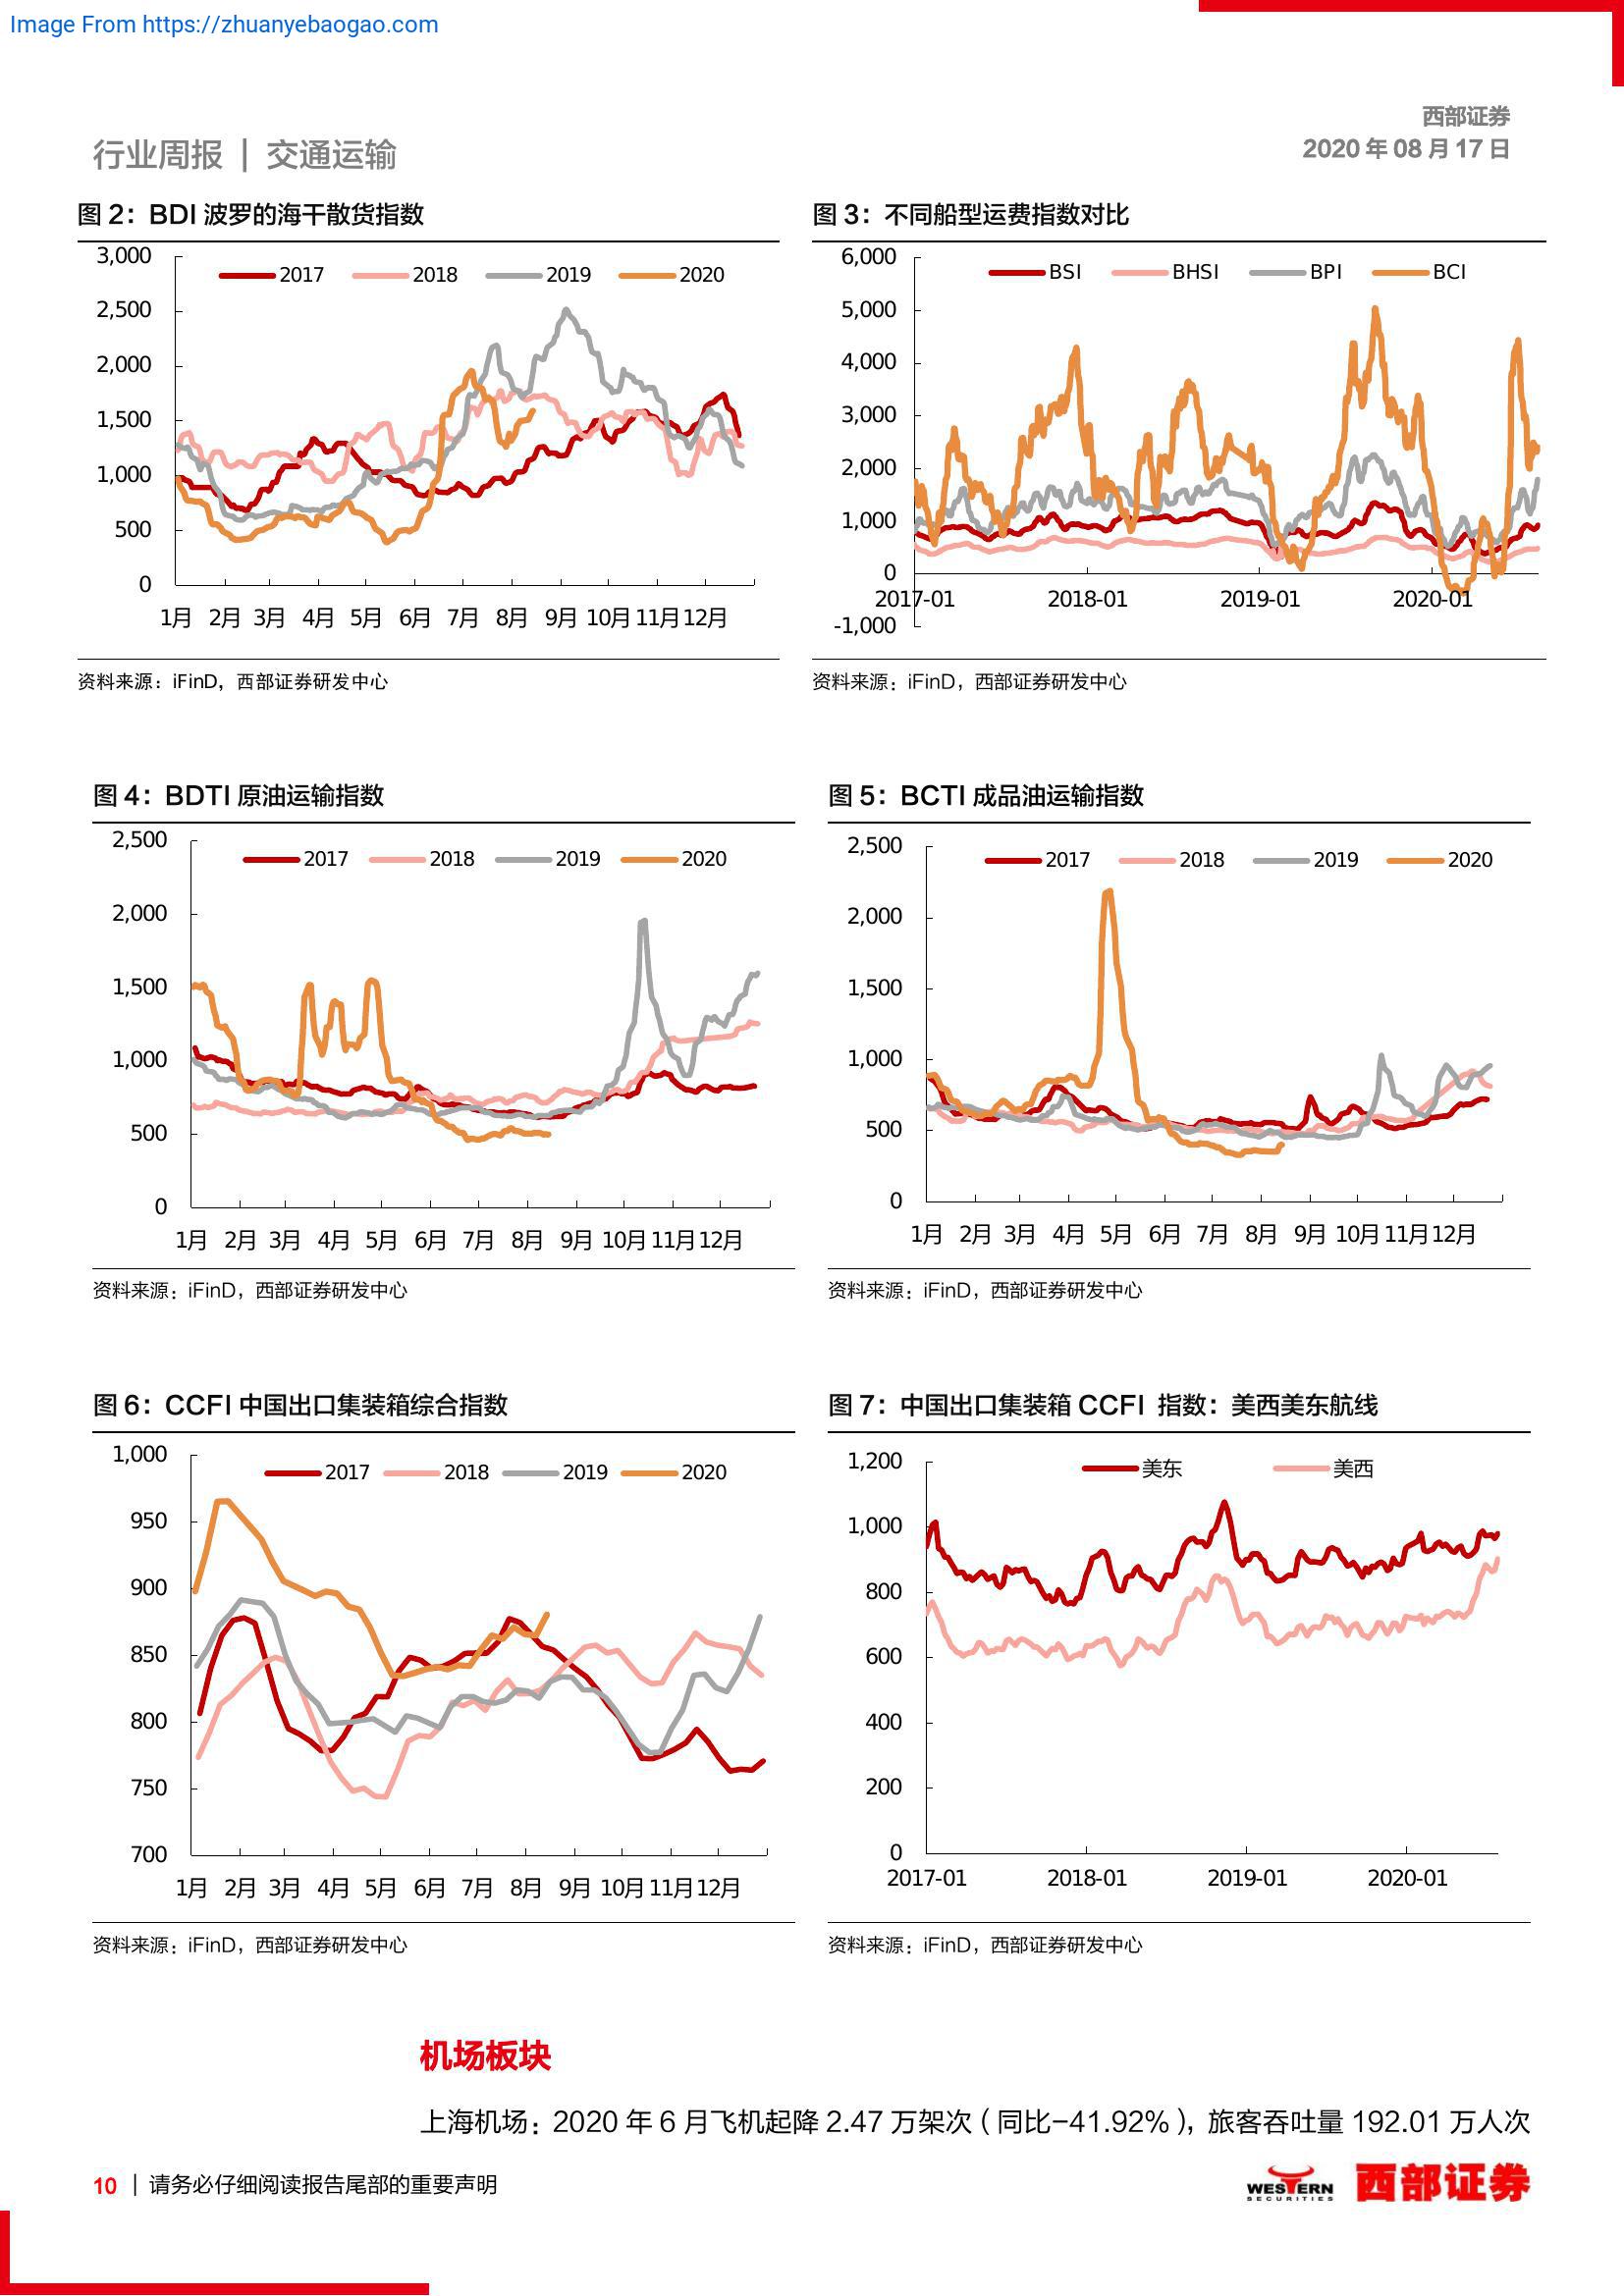 Image From https://zhuanyebaogao.com
西部证券
行业周报 | 交通运输
2020 年 08 月 17 日
图 2：BDI 波罗的海干散货指数
3,000
2,500
2,000
1,500
1,000
500
0
2017 2018 2019 2020
1月 2月 3月 4月 5月 6月 7月 8月 9月 10月 11月 12月
资料来源：iFinD，西部证券研发中心
图 3：不同船型运费指数对比
6,000
5,000
4,000
3,000
2,000
1,000
0
-1,000
BSI BHSI BPI BCI
2017-01 2018-01 2019-01 2020-01
资料来源：iFinD，西部证券研发中心
图 4：BDTI 原油运输指数
2,500
2,000
1,500
1,000
500
0
2017 2018 2019 2020
1月 2月 3月 4月 5月 6月 7月 8月 9月 10月 11月 12月
资料来源：iFinD，西部证券研发中心
图 5：BCTI 成品油运输指数
2,500
2,000
1,500
1,000
500
0
2017 2018 2019 2020
1月 2月 3月 4月 5月 6月 7月 8月 9月 10月 11月 12月
资料来源：iFinD，西部证券研发中心
图 6：CCFI 中国出口集装箱综合指数
1,000
950
900
850
800
750
700
2017 2018 2019 2020
1月 2月 3月 4月 5月 6月 7月 8月 9月 10月 11月 12月
资料来源：iFinD，西部证券研发中心
图 7：中国出口集装箱 CCFI 指数：美西美东航线
1,200
1,000
800
600
400
200
0
美东 美西
2017-01 2018-01 2019-01 2020-01
资料来源：iFinD，西部证券研发中心
机场板块
上海机场：2020 年 6 月飞机起降 2.47 万架次（同比-41.92%），旅客吞吐量 192.01 万人次
10 | 请务必仔细阅读报告尾部的重要声明
WESTERN
SECURITIES
西部证券